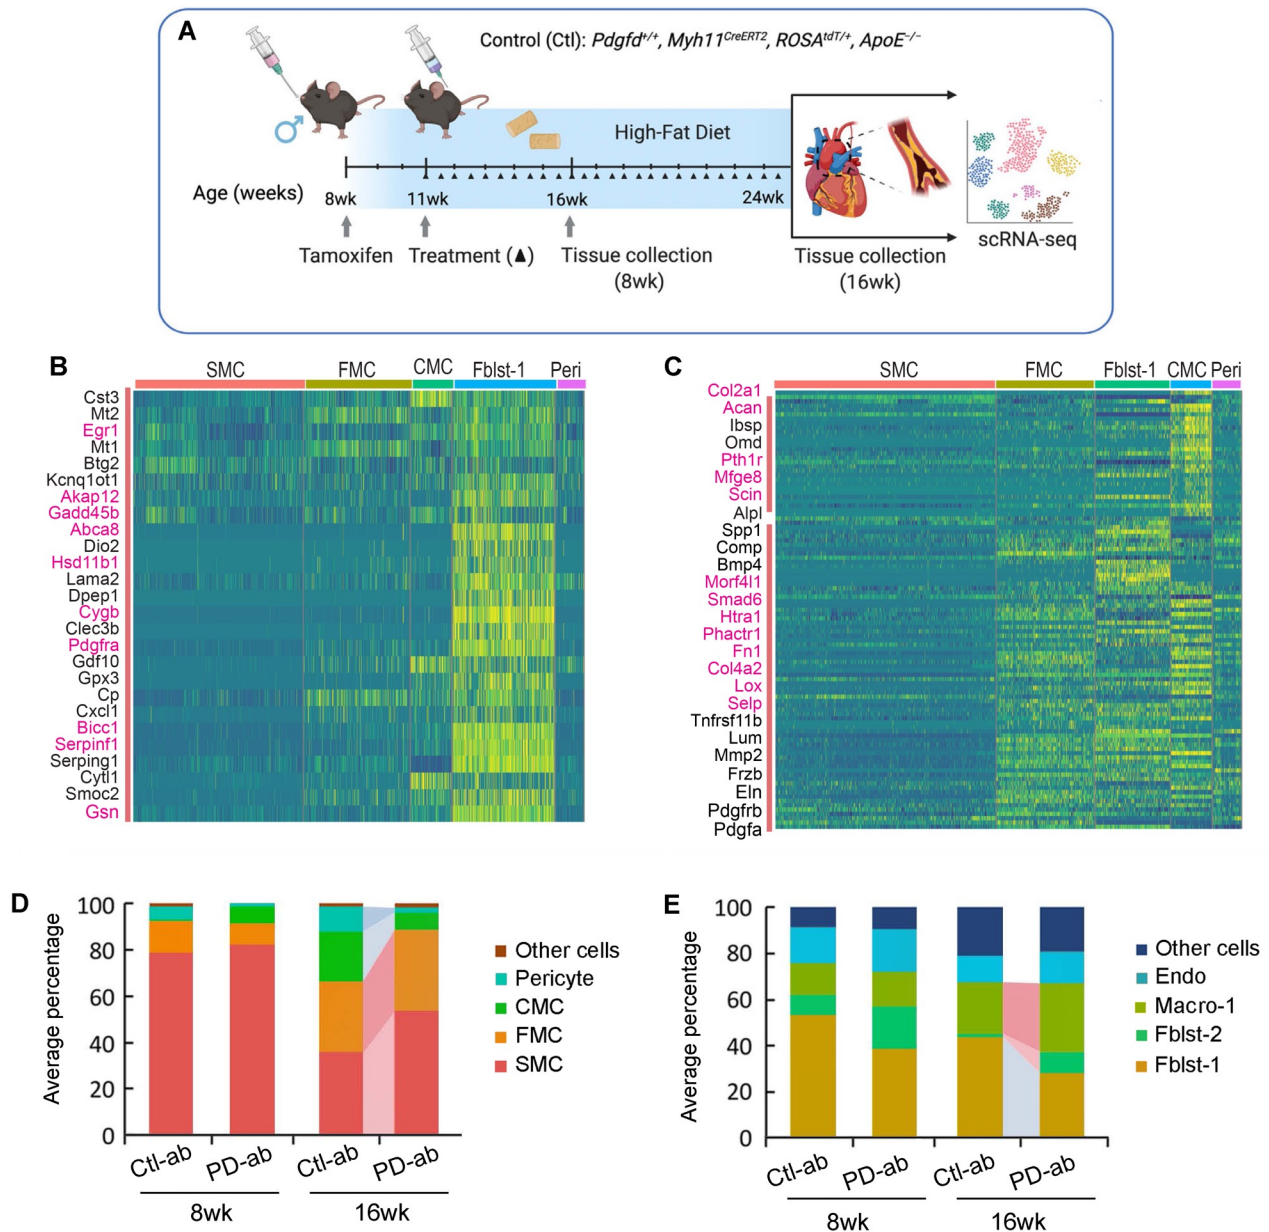 A
Control (Ctl): Pdgfd+/+, Myh11CreERT2, ROSAtdT/+, ApoE−/−
High-Fat Diet
Age (weeks)
8wk
11wk
16wk
24wk
Tamoxifen
Treatment (▲)
Tissue collection
(8wk)
Tissue collection
(16wk)
scRNA-seq
B
SMC
FMC
CMC
Fblst-1
Peri
Cst3
Mt2
Egr1
Mt1
Btg2
Kcnq1ot1
Akap12
Gadd45b
Abca8
Dio2
Hsd11b1
Lama2
Dpep1
Cygb
Clec3b
Pdgfra
Gdf10
Gpx3
Cp
Cxcl1
Bicc1
Serpinf1
Serping1
Cytl1
Smoc2
Gsn
C
SMC
FMC
Fblst-1
CMC
Peri
Col2a1
Acan
Ibsp
Omd
Pth1r
Mfge8
Scin
Alpl
Spp1
Comp
Bmp4
Morf4l1
Smad6
Htra1
Phactr1
Fn1
Col4a2
Lox
Selp
Tnfrsf11b
Lum
Mmp2
Frzb
Eln
Pdgfrb
Pdgfa
D
Average percentage
100
80
60
40
20
0
Ctl-ab
PD-ab
Ctl-ab
PD-ab
8wk
16wk
Other cells
Pericyte
CMC
FMC
SMC
E
Average percentage
100
80
60
40
20
0
Ctl-ab
PD-ab
Ctl-ab
PD-ab
8wk
16wk
Other cells
Endo
Macro-1
Fblst-2
Fblst-1